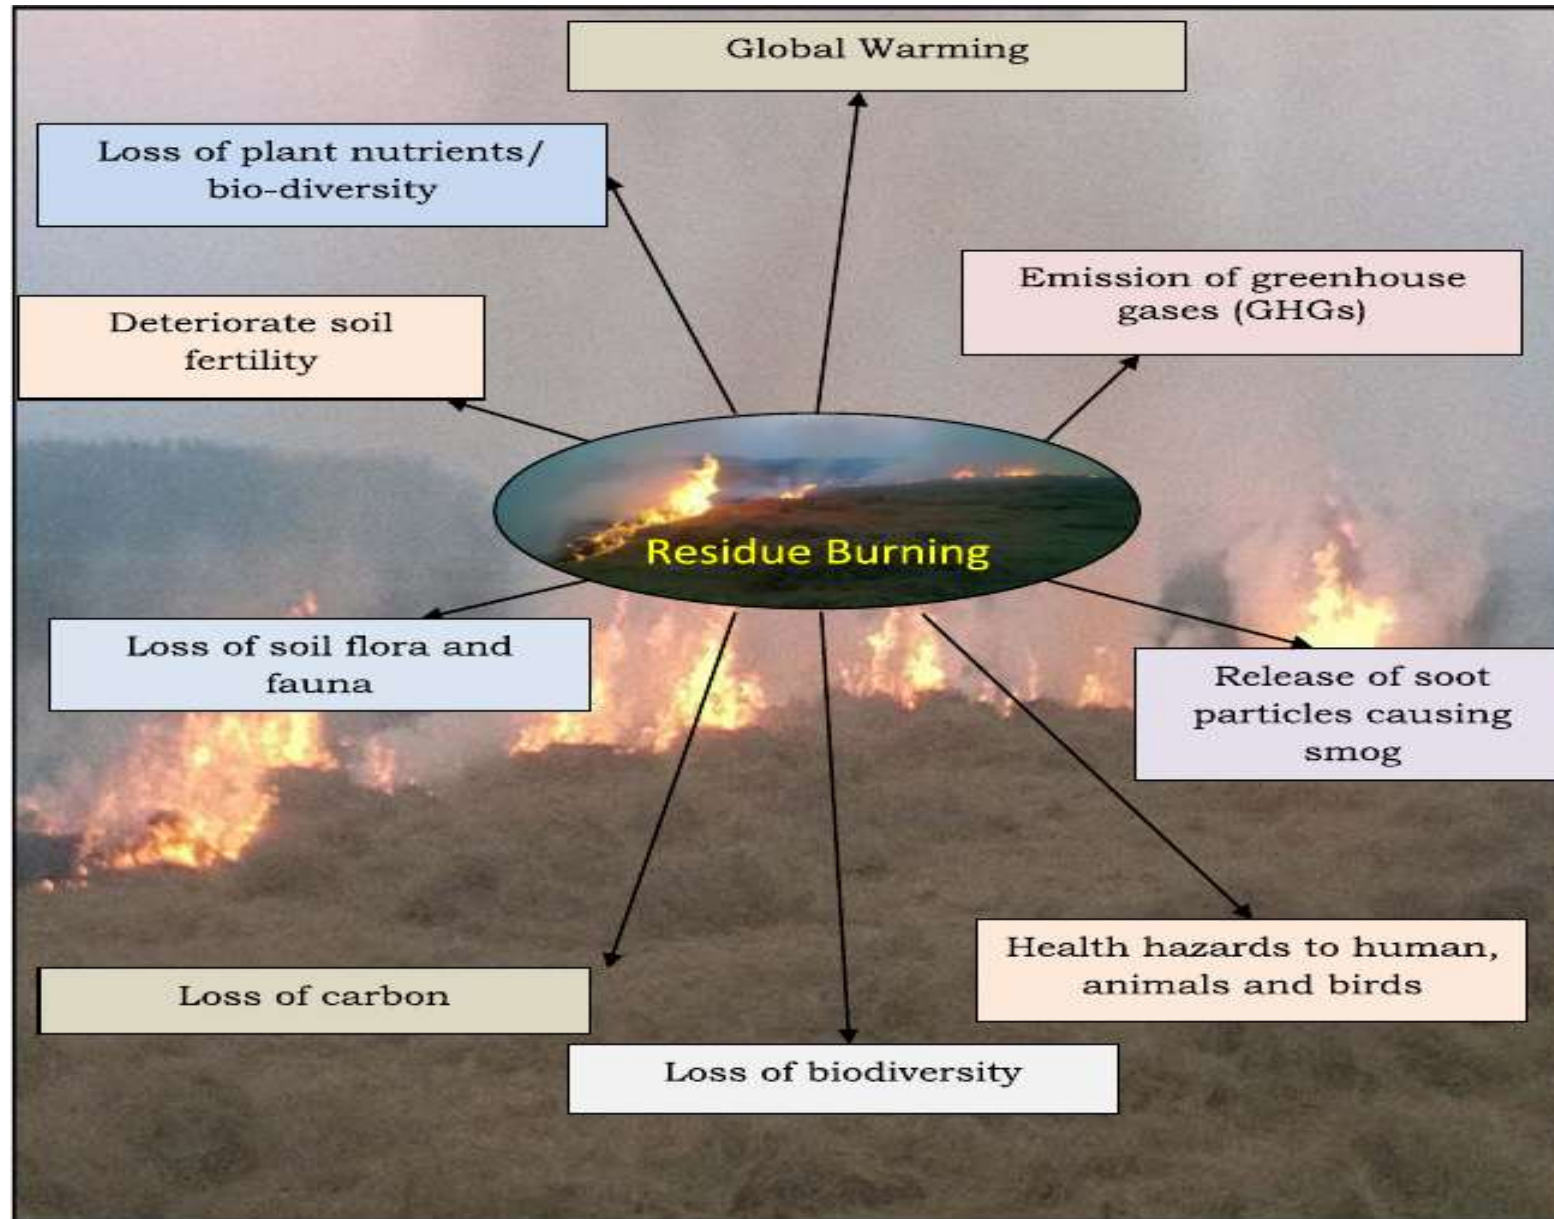 Global Warming
Loss of plant nutrients/
bio-diversity
Emission of greenhouse
gases (GHGs)
Deteriorate soil
fertility
Residue Burning
Loss of soil flora and
fauna
Release of soot
particles causing
smog
Health hazards to human,
animals and birds
Loss of carbon
Loss of biodiversity